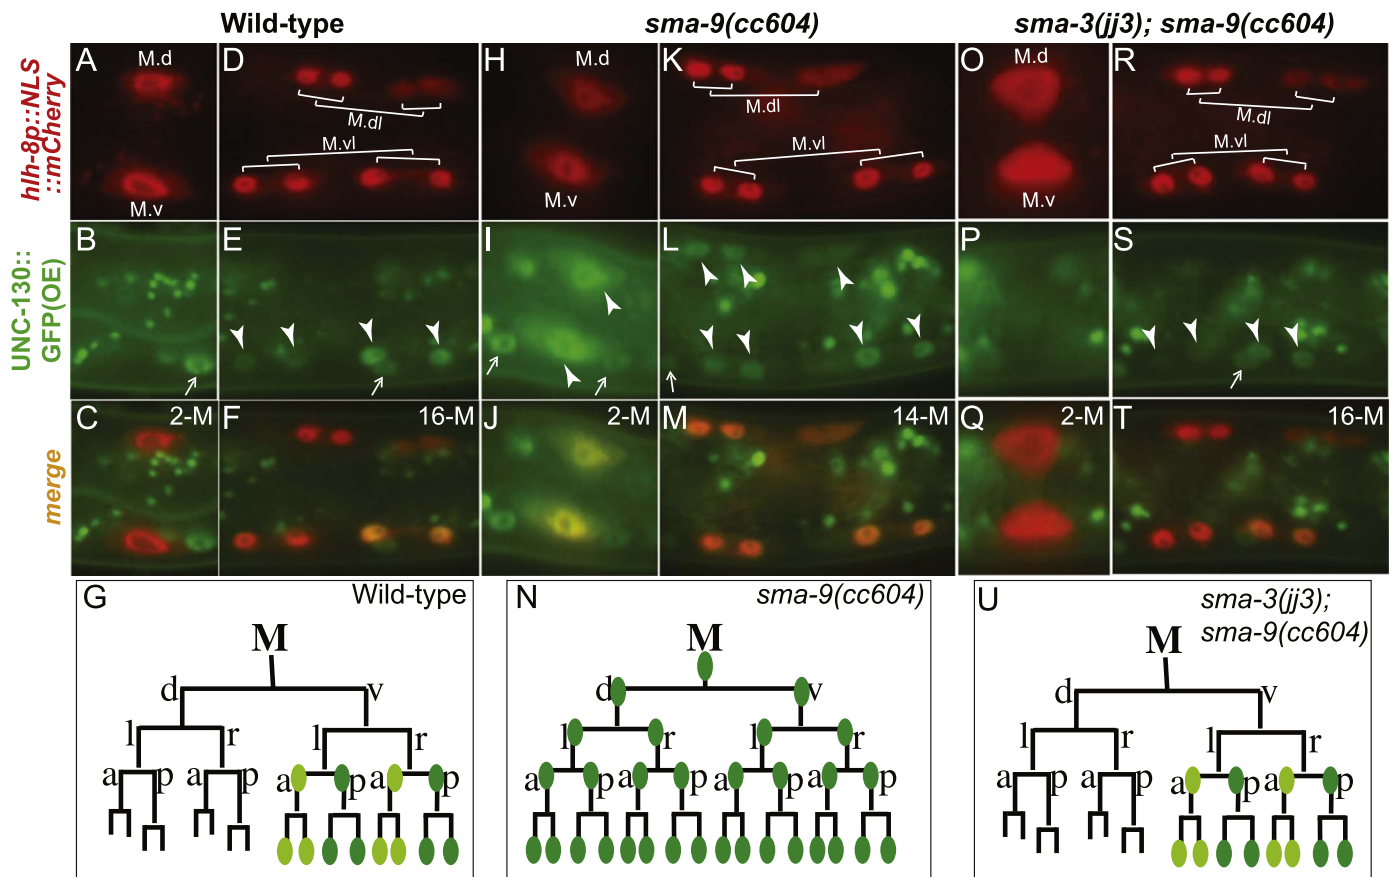 Wild-type
sma-9(cc604)
sma-3(jj3); sma-9(cc604)
hlh-8p::NLS
::mCherry
A
M.d
M.v
D
M.dl
M.vl
H
M.d
M.v
K
M.dl
M.vl
O
M.d
M.v
R
M.dl
M.vl
UNC-130::
GFP(OE)
B
E
I
L
P
S
merge
C
2-M
F
16-M
J
2-M
M
14-M
Q
2-M
T
16-M
G
Wild-type
M
d
v
l
r
l
r
a
p
a
p
a
p
a
p
N
sma-9(cc604)
M
d
v
l
r
l
r
a
p
a
p
a
p
a
p
U
sma-3(jj3);
sma-9(cc604)
M
d
v
l
r
l
r
a
p
a
p
a
p
a
p